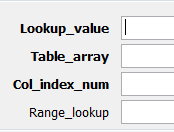 Lookup_value
Table_array
Col_index_num
Range_lookup